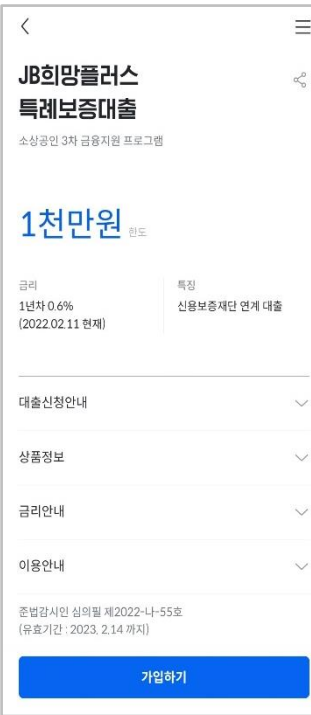 JB희망플러스
특례보증대출
소상공인 3차 금융지원 프로그램
1천만원 한도
금리
1년차 0.6%
(2022.02.11 현재)
특징
신용보증재단 연계 대출
대출신청안내
상품정보
금리안내
이용안내
준법감시인 심의필 제2022-나-55호
(유효기간 : 2023. 2.14 까지)
가입하기